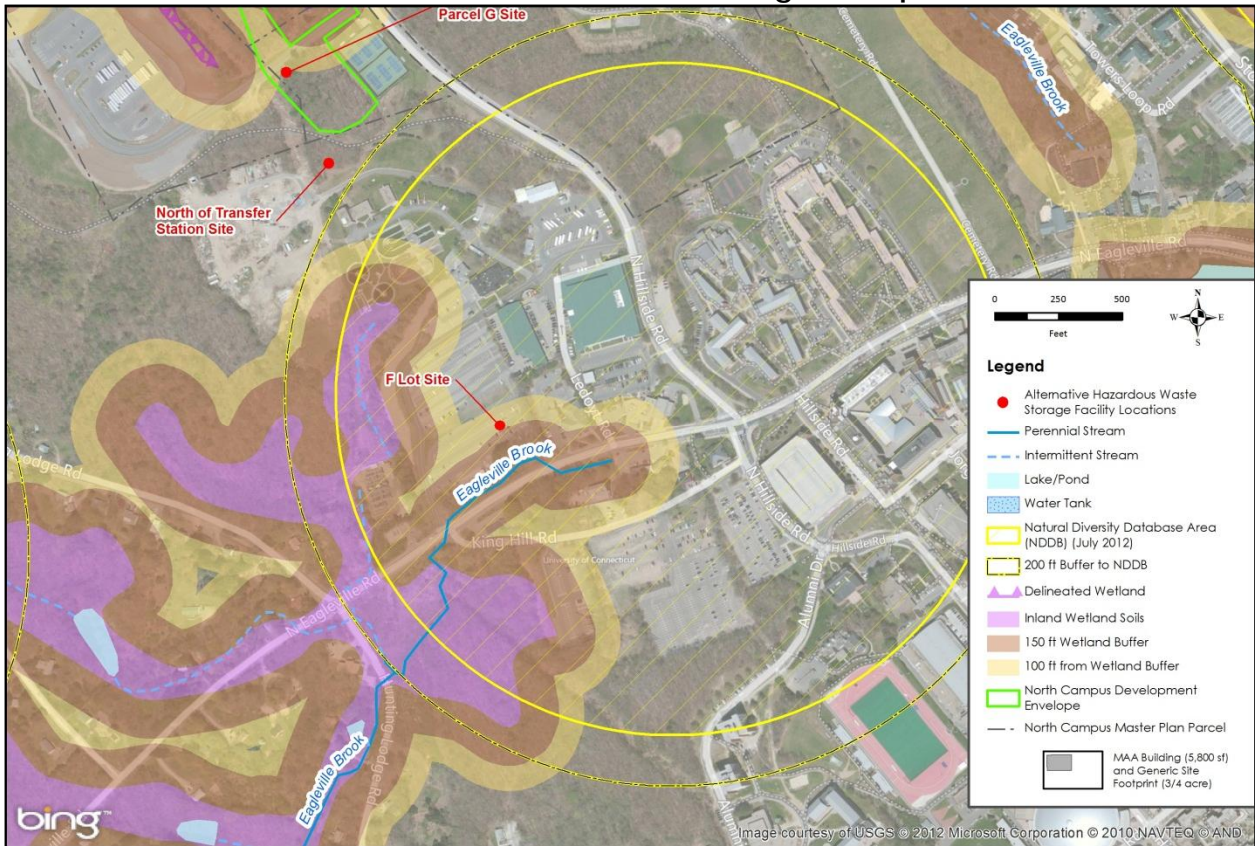 Parcel G Site
North of Transfer
Station Site
F Lot Site
Eagleville Brook
Towers Loop Rd
Cemetery Rd
N Eagleville Rd
N Hillside Rd
Ledoyt Rd
Hillside Rd
N Hillside Rd
Hillside Rd
Alumni Dr
King Hill Rd
University of Connecticut
Eagleville Brook
N Eagleville Rd
Eagleville Brook
0 250 500
Feet
N
W E
S
Legend
Alternative Hazardous Waste
Storage Facility Locations
Perennial Stream
Intermittent Stream
Lake/Pond
Water Tank
Natural Diversity Database Area
(NDDB) (July 2012)
200 ft Buffer to NDDB
Delineated Wetland
Inland Wetland Soils
150 ft Wetland Buffer
100 ft from Wetland Buffer
North Campus Development
Envelope
North Campus Master Plan Parcel
MAA Building (5,800 sf)
and Generic Site
Footprint (3/4 acre)
bing™
Image courtesy of USGS © 2012 Microsoft Corporation © 2010 NAVTEQ © AND